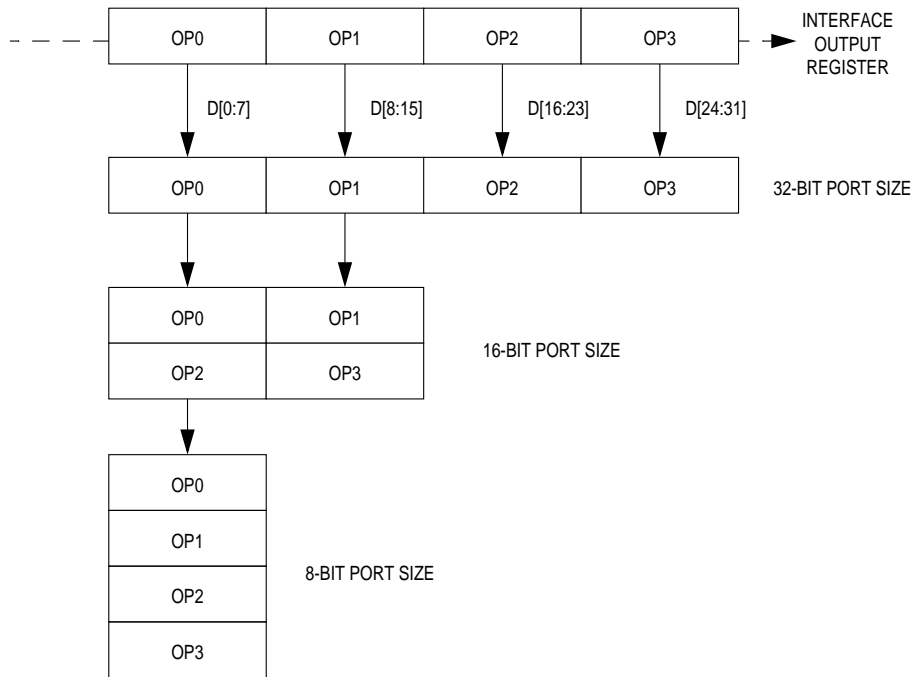 OP0 OP1 OP2 OP3 INTERFACE
OUTPUT
REGISTER
D[0:7] D[8:15] D[16:23] D[24:31]
OP0 OP1 OP2 OP3 32-BIT PORT SIZE
OP0 OP1
16-BIT PORT SIZE
OP2 OP3
OP0
OP1
8-BIT PORT SIZE
OP2
OP3